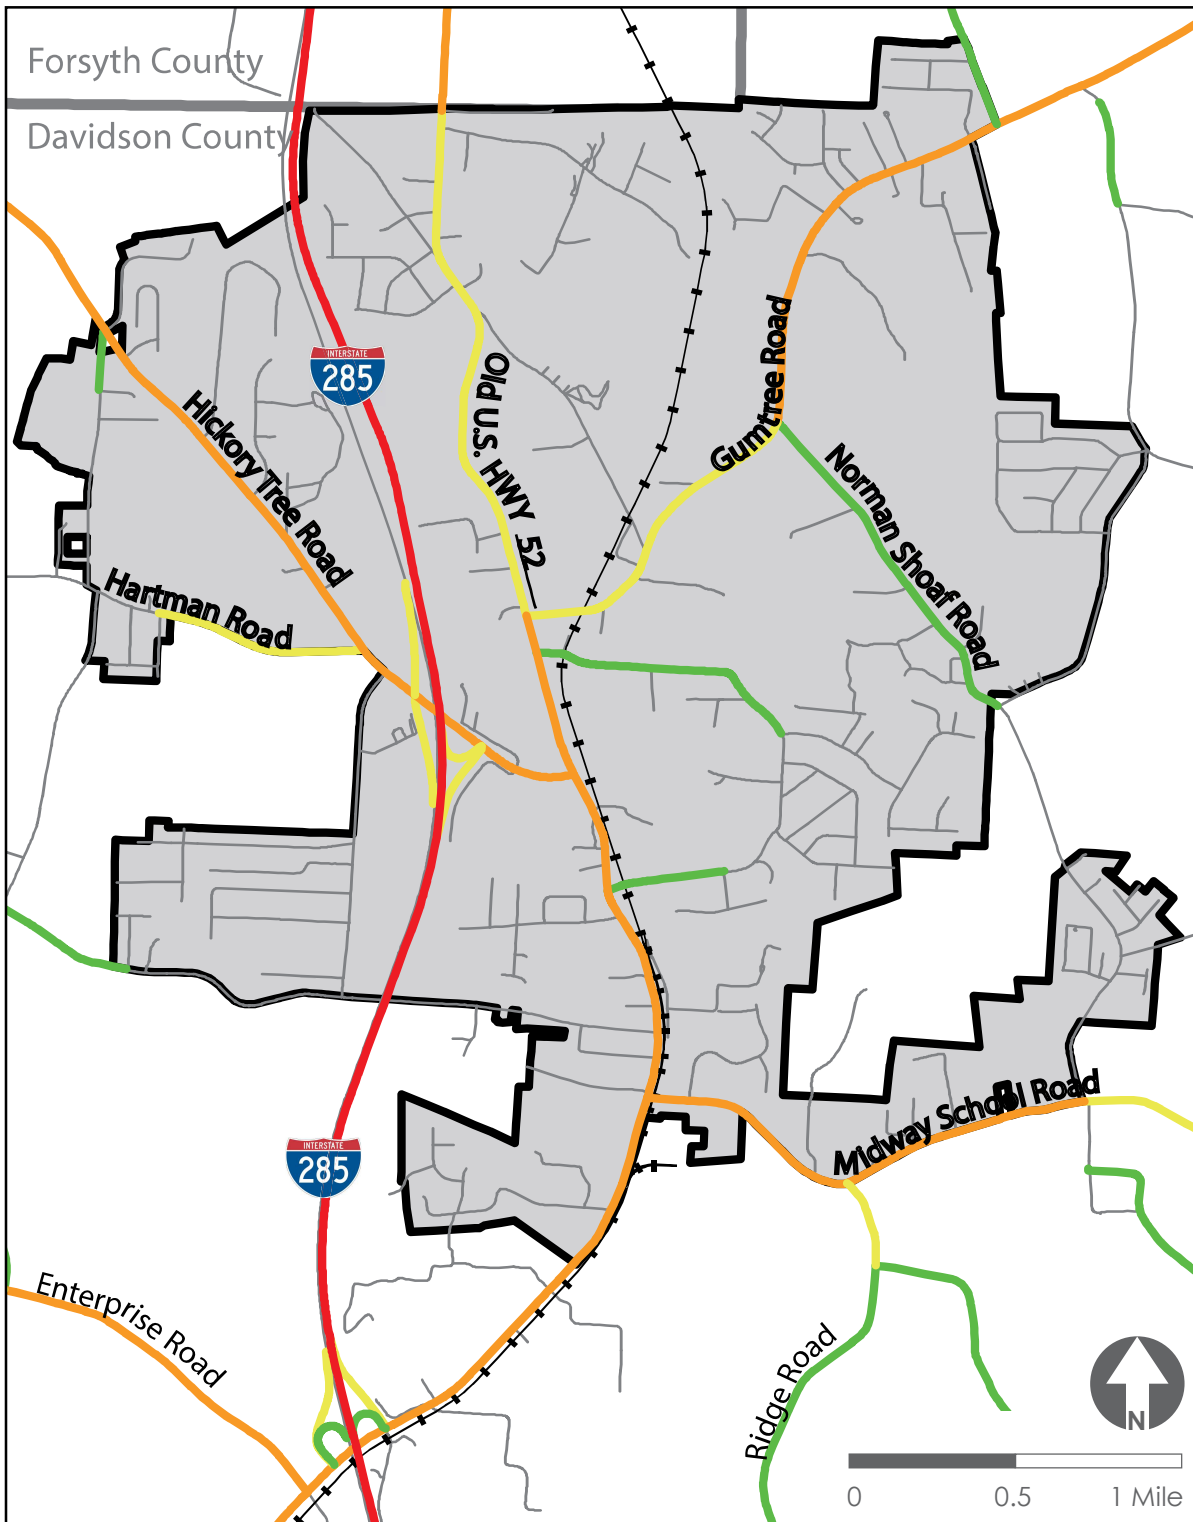 Forsyth County
Davidson County
INTERSTATE
285
Old U.S. HWY 52
Gumtree Road
Hickory Tree Road
Norman Shoaf Road
Hartman Road
Midway School Road
INTERSTATE
285
Enterprise Road
Ridge Road
N
0 0.5 1 Mile